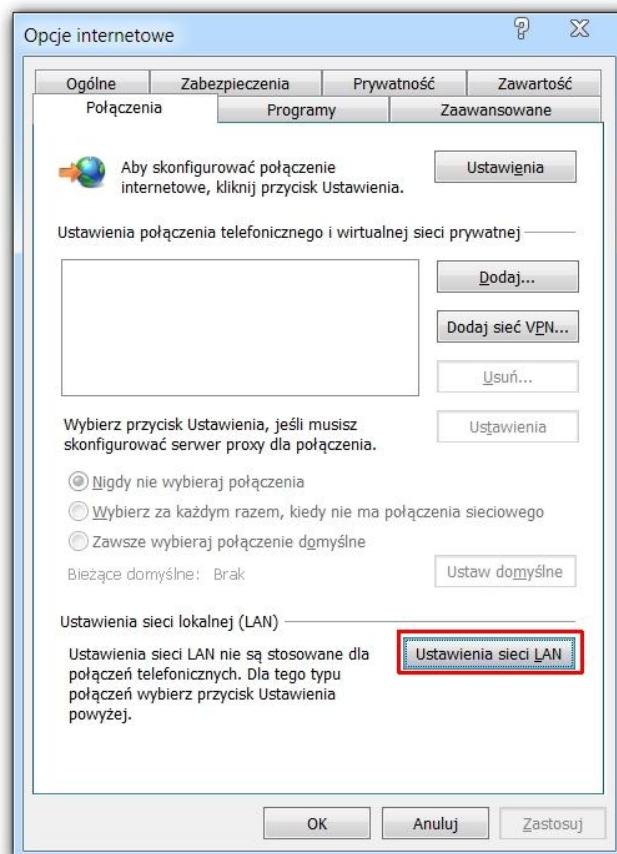 Opcje internetowe
Ogólne Zabezpieczenia Prywatność Zawartość
Połączenia Programy Zaawansowane
Aby skonfigurować połączenie
internetowe, kliknij przycisk Ustawienia.
Ustawienia
Ustawienia połączenia telefonicznego i wirtualnej sieci prywatnej
Dodaj...
Dodaj sieć VPN...
Usuń...
Wybierz przycisk Ustawienia, jeśli musisz
skonfigurować serwer proxy dla połączenia.
Ustawienia
Nigdy nie wybieraj połączenia
Wybierz za każdym razem, kiedy nie ma połączenia sieciowego
Zawsze wybieraj połączenie domyślne
Bieżące domyślne: Brak
Ustaw domyślne
Ustawienia sieci lokalnej (LAN)
Ustawienia sieci LAN nie są stosowane dla
połączeń telefonicznych. Dla tego typu
połączeń wybierz przycisk Ustawienia
powyżej.
Ustawienia sieci LAN
OK Anuluj Zastosuj